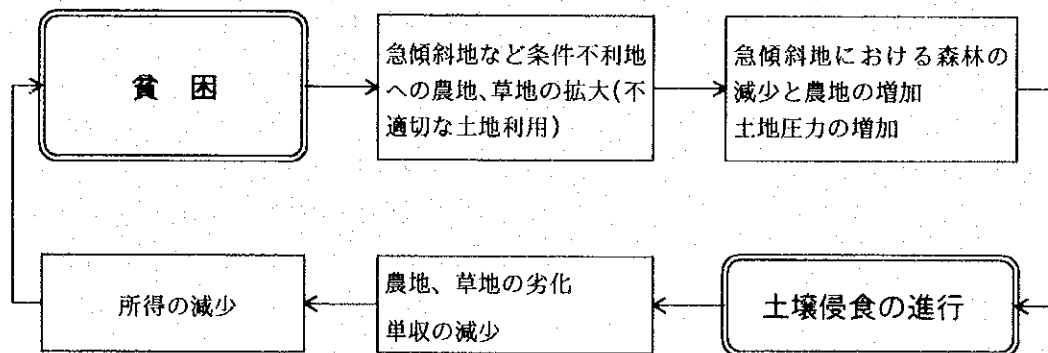 貧 困
急傾斜地など条件不利地
への農地、草地の拡大(不
適切な土地利用)
急傾斜地における森林の
減少と農地の増加
土地圧力の増加
所得の減少
農地、草地の劣化
単収の減少
土壌侵食の進行